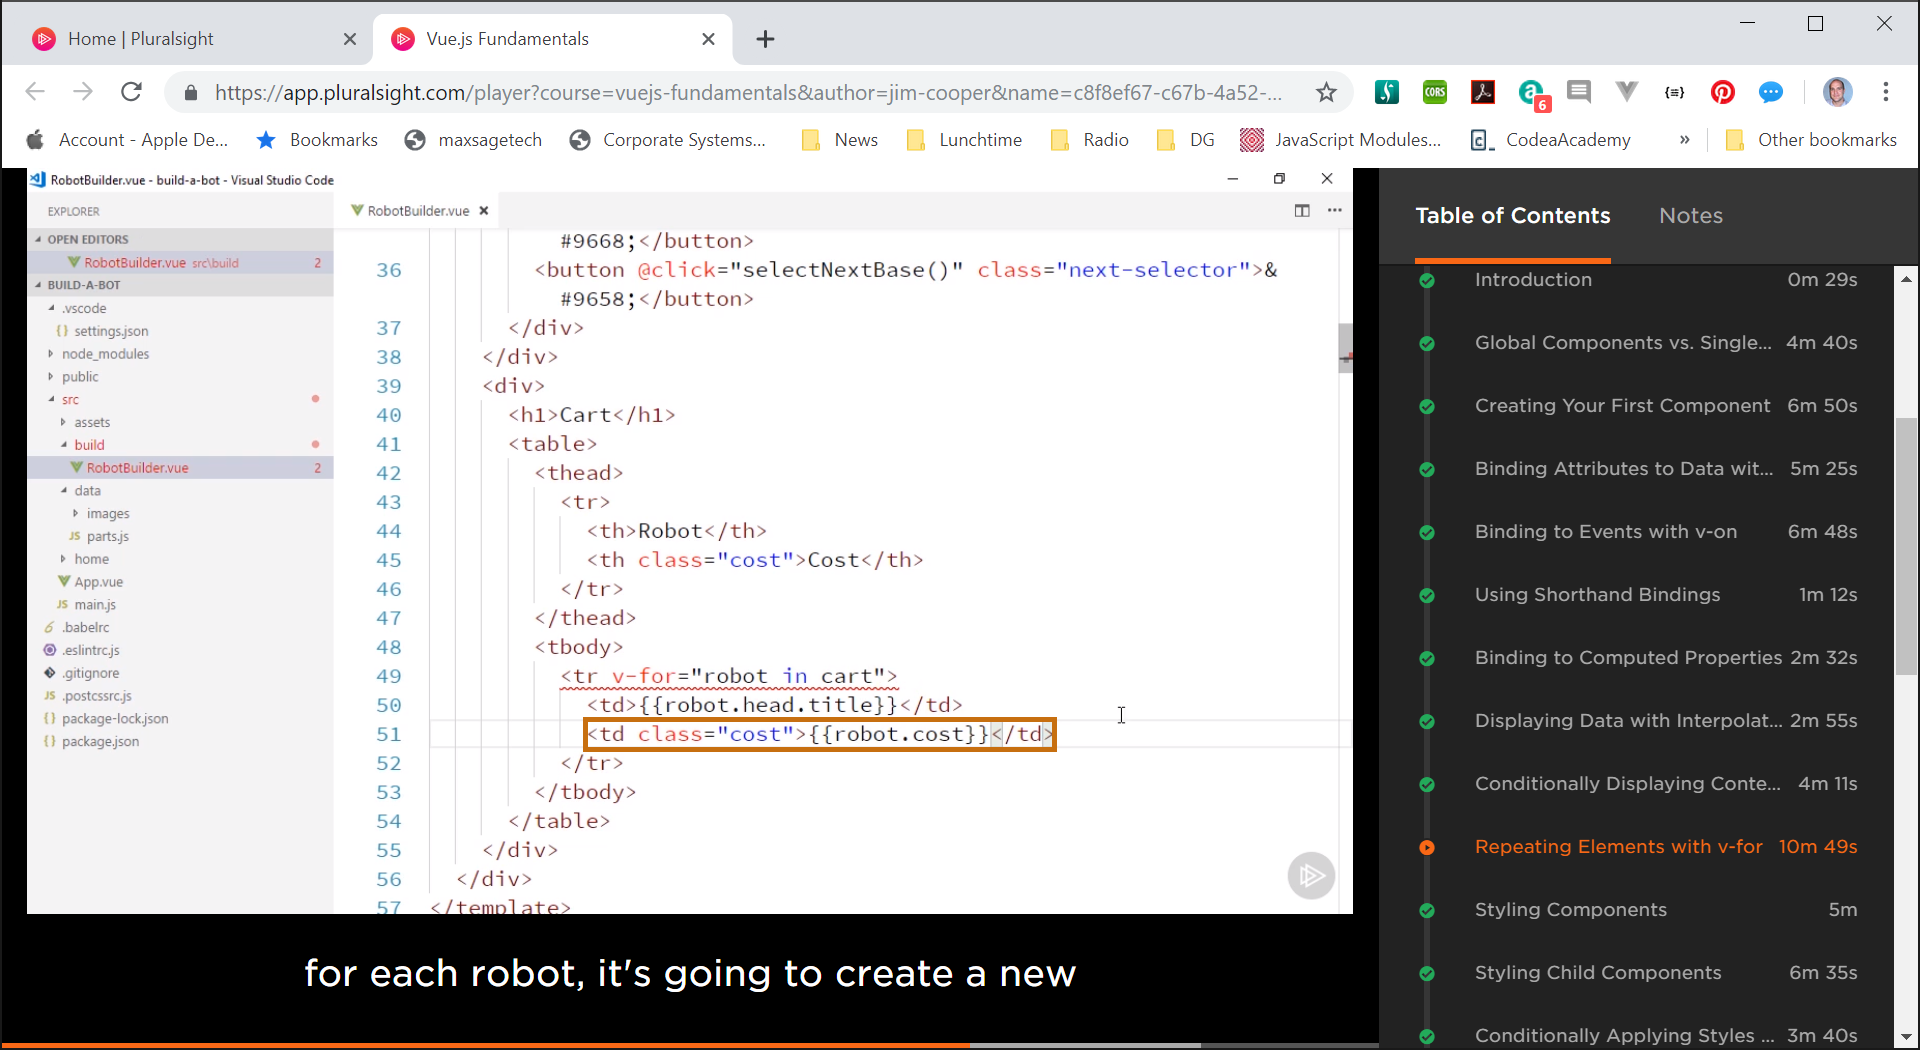 Home | Pluralsight
Vue.js Fundamentals
https://app.pluralsight.com/player?course=vuejs-fundamentals&author=jim-cooper&name=c8f8ef67-c67b-4a52-...
CORS
6
Account - Apple De...
Bookmarks
maxsagetech
Corporate Systems...
News
Lunchtime
Radio
DG
JavaScript Modules...
CodeaAcademy
»
Other bookmarks
RobotBuilder.vue - build-a-bot - Visual Studio Code
EXPLORER
OPEN EDITORS
RobotBuilder.vue src\build 2
BUILD-A-BOT
.vscode
{} settings.json
node_modules
public
src
assets
build
RobotBuilder.vue 2
data
images
JS parts.js
home
App.vue
JS main.js
.babelrc
.eslintrc.js
.gitignore
JS .postcssrc.js
{} package-lock.json
{} package.json
RobotBuilder.vue
#9668;</button>
36 <button @click="selectNextBase()" class="next-selector">&
#9658;</button>
37 </div>
38 </div>
39 <div>
40 <h1>Cart</h1>
41 <table>
42 <thead>
43 <tr>
44 <th>Robot</th>
45 <th class="cost">Cost</th>
46 </tr>
47 </thead>
48 <tbody>
49 <tr v-for="robot in cart">
50 <td>{{robot.head.title}}</td>
51 <td class="cost">{{robot.cost}}</td>
52 </tr>
53 </tbody>
54 </table>
55 </div>
56 </div>
57 </template>
for each robot, it's going to create a new
Table of Contents
Notes
Introduction 0m 29s
Global Components vs. Single... 4m 40s
Creating Your First Component 6m 50s
Binding Attributes to Data wit... 5m 25s
Binding to Events with v-on 6m 48s
Using Shorthand Bindings 1m 12s
Binding to Computed Properties 2m 32s
Displaying Data with Interpolat... 2m 55s
Conditionally Displaying Conte... 4m 11s
Repeating Elements with v-for 10m 49s
Styling Components 5m
Styling Child Components 6m 35s
Conditionally Applying Styles ... 3m 40s